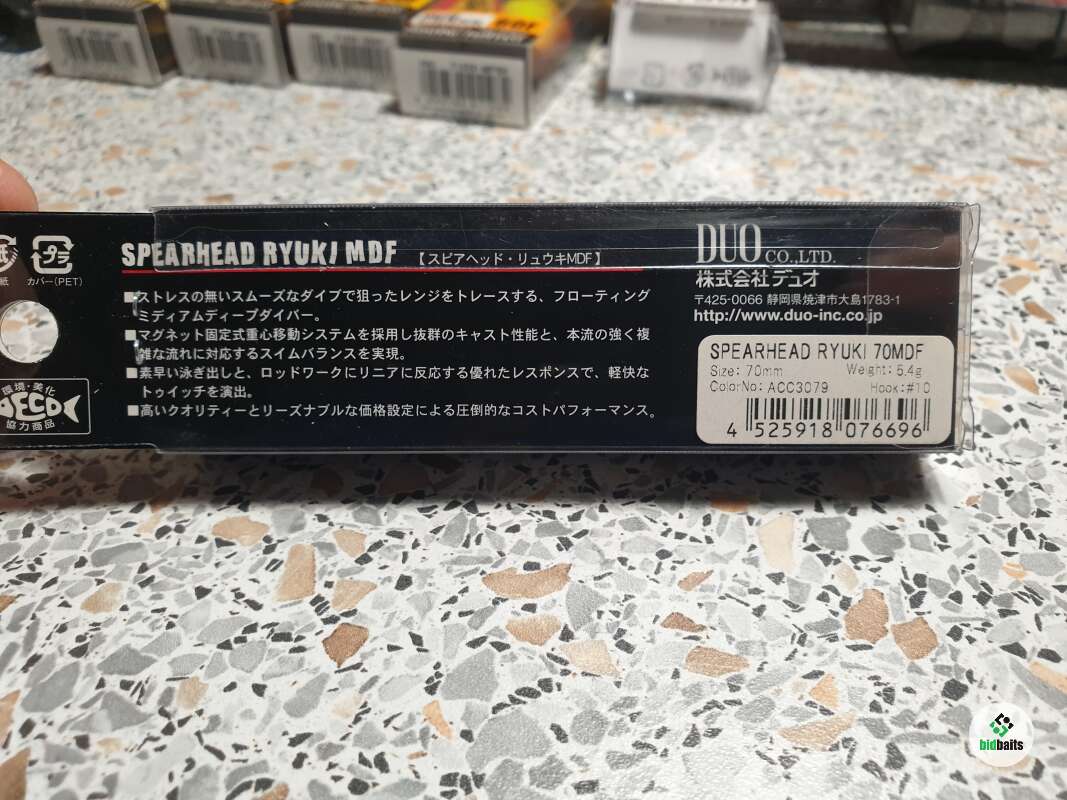 紙
プラ
カバー(PET)
環境・美化
DECO
協力商品
SPEARHEAD RYUKI MDF 【スピアヘッド・リュウキMDF】
■ストレスの無いスムーズなダイブで狙ったレンジをトレースする、フローティング
ミディアムディープダイバー。
■マグネット固定式重心移動システムを採用し抜群のキャスト性能と、本流の強く複
雑な流れに対応するスイムバランスを実現。
■素早い泳ぎ出しと、ロッドワークにリニアに反応する優れたレスポンスで、軽快な
トゥイッチを演出。
■高いクオリティーとリーズナブルな価格設定による圧倒的なコストパフォーマンス。
DUO CO.,LTD.
株式会社デュオ
〒425-0066 静岡県焼津市大島1783-1
http://www.duo-inc.co.jp
SPEARHEAD RYUKI 70MDF
Size: 70mm Weight: 5.4g
ColorNo: ACC3079 Hook: #10
4 525918 076696
bidbaits